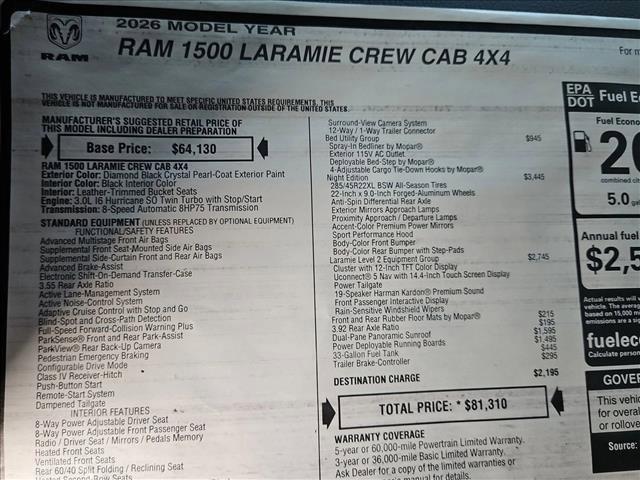 2026 MODEL YEAR
RAM 1500 LARAMIE CREW CAB 4X4
RAM
For
THIS VEHICLE IS MANUFACTURED TO MEET SPECIFIC UNITED STATES REQUIREMENTS. THIS
VEHICLE IS NOT MANUFACTURED FOR SALE OR REGISTRATION OUTSIDE OF THE UNITED STATES.
MANUFACTURER'S SUGGESTED RETAIL PRICE OF
THIS MODEL INCLUDING DEALER PREPARATION
Base Price: $64,130
RAM 1500 LARAMIE CREW CAB 4X4
Exterior Color: Diamond Black Crystal Pearl-Coat Exterior Paint
Interior Color: Black Interior Color
Interior: Leather-Trimmed Bucket Seats
Engine: 3.0L I6 Hurricane SO Twin Turbo with Stop/Start
Transmission: 8-Speed Automatic 8HP75 Transmission
STANDARD EQUIPMENT (UNLESS REPLACED BY OPTIONAL EQUIPMENT)
FUNCTIONAL/SAFETY FEATURES
Advanced Multistage Front Air Bags
Supplemental Front Seat-Mounted Side Air Bags
Supplemental Side-Curtain Front and Rear Air Bags
Advanced Brake-Assist
Electronic Shift-On-Demand Transfer-Case
3.55 Rear Axle Ratio
Active Lane-Management System
Active Noise-Control System
Adaptive Cruise Control with Stop and Go
Blind-Spot and Cross-Path Detection
Full-Speed Forward-Collision Warning Plus
ParkSense® Front and Rear Park-Assist
ParkView® Rear Back-Up Camera
Pedestrian Emergency Braking
Configurable Drive Mode
Class IV Receiver-Hitch
Push-Button Start
Remote-Start System
Dampened Tailgate
INTERIOR FEATURES
8-Way Power Adjustable Driver Seat
8-Way Power Adjustable Front Passenger Seat
Radio / Driver Seat / Mirrors / Pedals Memory
Heated Front Seats
Ventilated Front Seats
Rear 60/40 Split Folding / Reclining Seat
Heated Second-Row Seats
Surround-View Camera System
12-Way / 1-Way Trailer Connector
Bed Utility Group $945
Spray-In Bedliner by Mopar®
Exterior 115V AC Outlet
Deployable Bed-Step by Mopar®
4-Adjustable Cargo Tie-Down Hooks by Mopar®
Night Edition $3,445
285/45R22XL BSW All-Season Tires
22-Inch x 9.0-Inch Forged-Aluminum Wheels
Anti-Spin Differential Rear Axle
Exterior Mirrors Approach Lamps
Proximity Approach / Departure Lamps
Accent-Color Premium Power Mirrors
Sport Performance Hood
Body-Color Front Bumper
Body-Color Rear Bumper with Step-Pads
Laramie Level 2 Equipment Group $2,745
Cluster with 12-Inch TFT Color Display
Uconnect® 5 Nav with 14.4-Inch Touch Screen Display
Power Tailgate
19-Speaker Harman Kardon® Premium Sound
Front Passenger Interactive Display
Rain-Sensitive Windshield Wipers
Front and Rear Rubber Floor Mats by Mopar® $215
3.92 Rear Axle Ratio $195
Dual-Pane Panoramic Sunroof $1,595
Power Deployable Running Boards $1,495
33-Gallon Fuel Tank $445
Trailer Brake-Controller $295
DESTINATION CHARGE $2,195
TOTAL PRICE: * $81,310
WARRANTY COVERAGE
5-year or 60,000-mile Powertrain Limited Warranty.
3-year or 36,000-mile Basic Limited Warranty.
Ask Dealer for a copy of the limited warranties or
EPA
DOT
Fuel
Fuel
combined
5.0
Annual fuel
Actual results will
vehicle. The
based on 15,000
emissions are a
Calculate
This
for
or
Source: